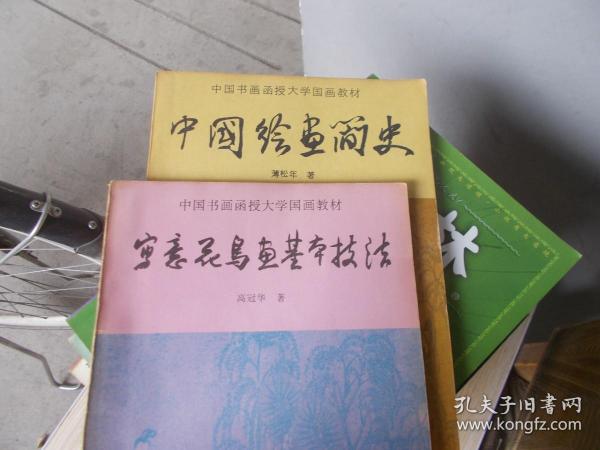 中国书画函授大学国画教材
中國绘画简史
薄松年 著
中国书画函授大学国画教材
写意花鸟画基本技法
高冠华 著
孔夫子旧书网
kongfz.com